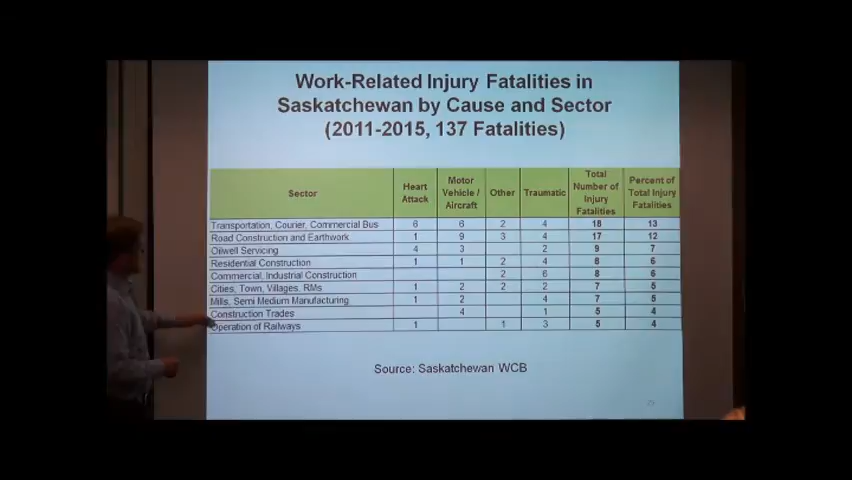 Work-Related Injury Fatalities in
Saskatchewan by Cause and Sector
(2011-2015, 137 Fatalities)
Sector Heart Attack Motor Vehicle / Aircraft Other Traumatic Total Number of Injury Fatalities Percent of Total Injury Fatalities
Transportation, Courier, Commercial Bus 6 6 2 4 18 13
Road Construction and Earthwork 1 9 3 4 17 12
Oilwell Servicing 4 3 2 9 7
Residential Construction 1 1 2 4 8 6
Commercial, Industrial Construction 2 6 8 6
Cities, Town, Villages, RMs 1 2 2 2 7 5
Mills, Semi Medium Manufacturing 1 2 4 7 5
Construction Trades 4 1 5 4
Operation of Railways 1 1 3 5 4
Source: Saskatchewan WCB